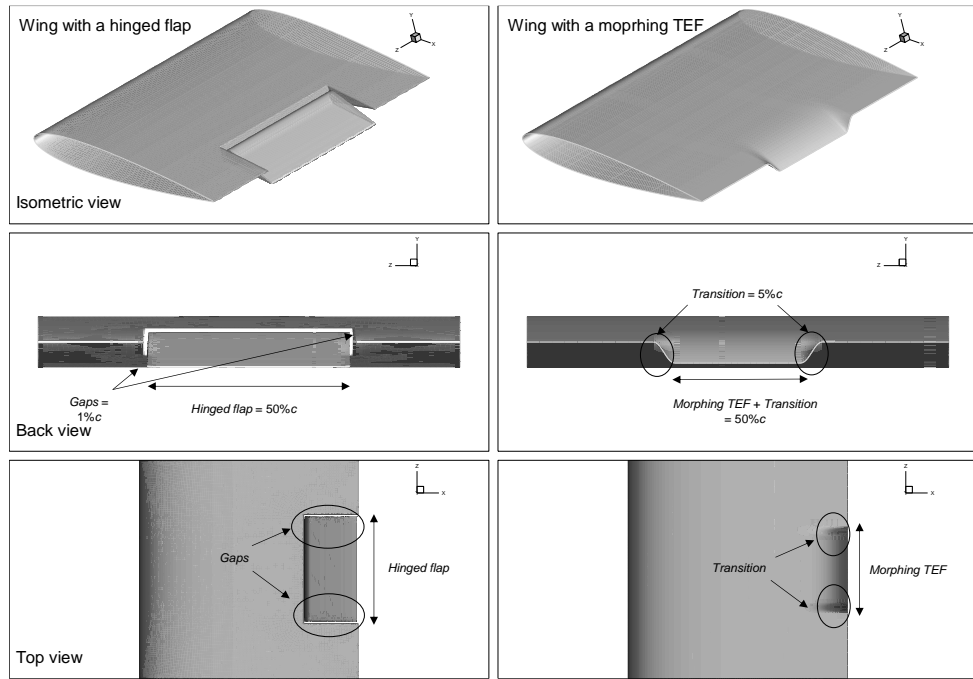 Wing with a hinged flap
Y
Z
X
Isometric view
Wing with a moprhing TEF
Y
Z
X
Y
Z
Gaps =
1%c
Hinged flap = 50%c
Back view
Y
Z
Transition = 5%c
Morphing TEF + Transition
= 50%c
Z
X
Gaps
Hinged flap
Top view
Z
X
Transition
Morphing TEF